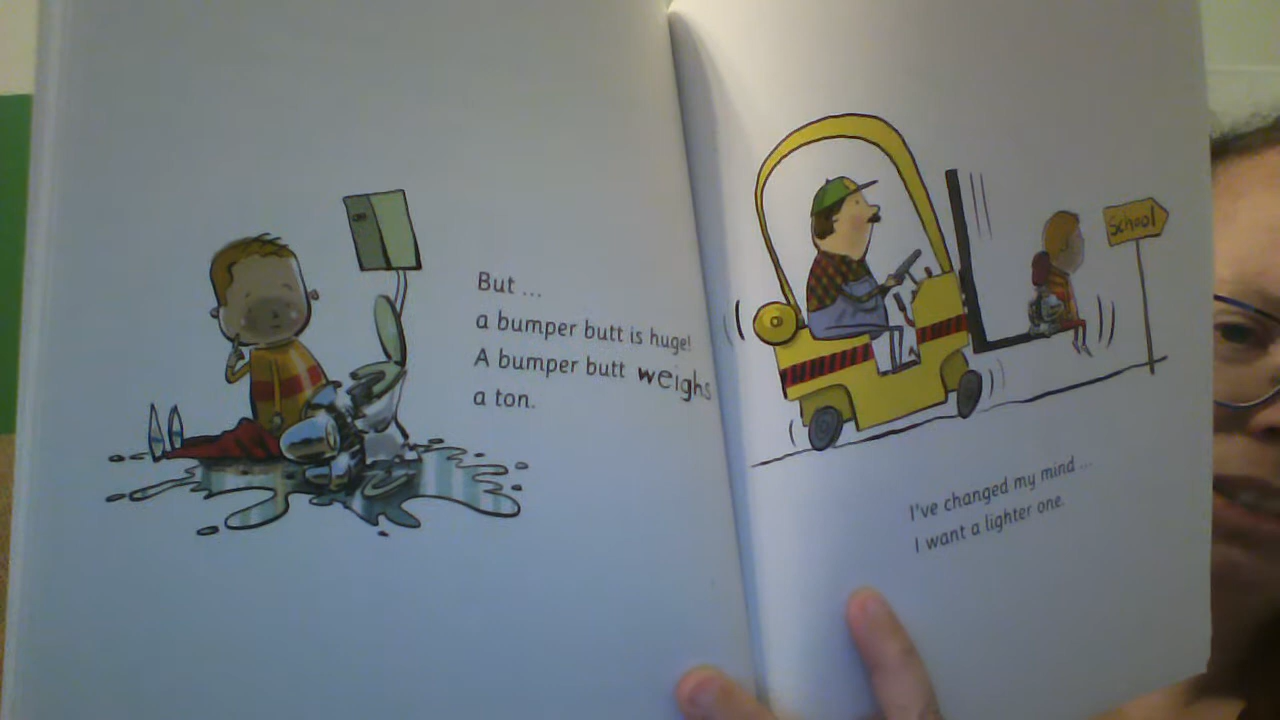 But ...
a bumper butt is huge!
A bumper butt weighs
a ton.
School
I've changed my mind ...
I want a lighter one.